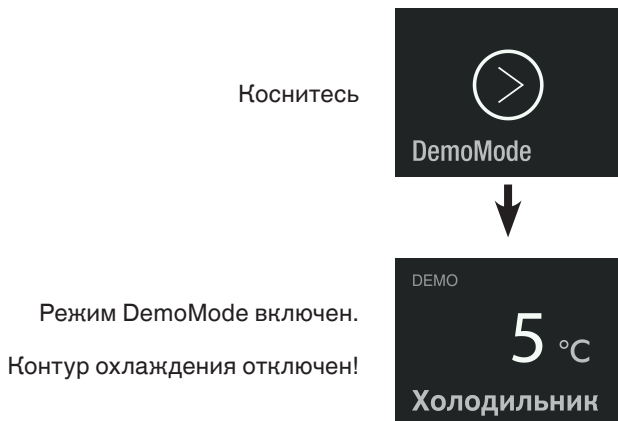 Коснитесь
DemoMode
DEMO
5 °C
Режим DemoMode включен.
Контур охлаждения отключен!
Холодильник